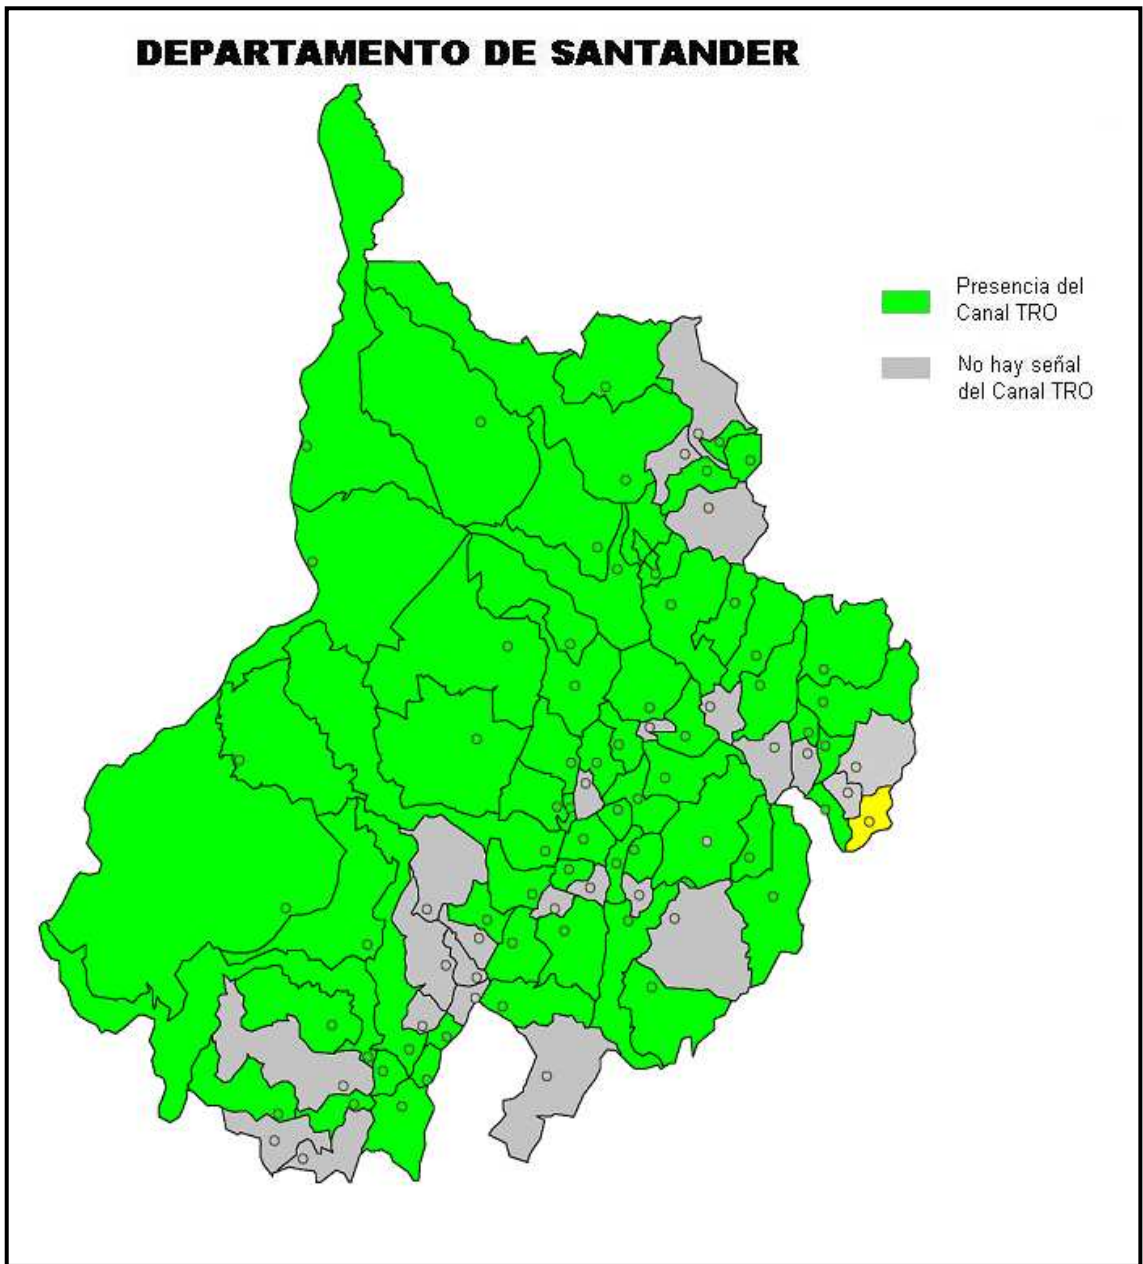 DEPARTAMENTO DE SANTANDER
Presencia del
Canal TRO
No hay señal
del Canal TRO